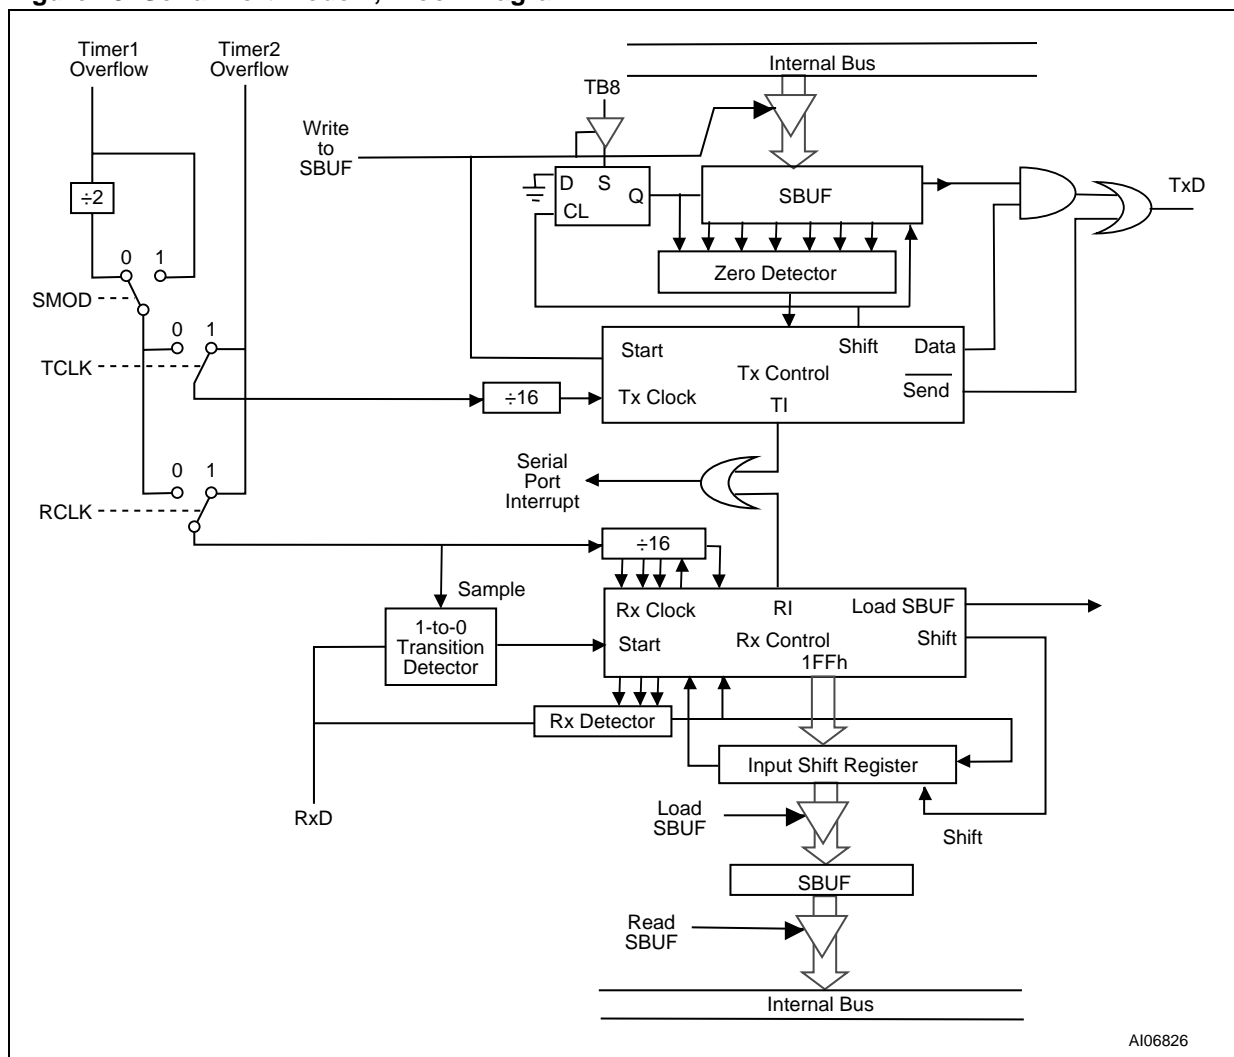 Timer1
Overflow
Timer2
Overflow
Internal Bus
TB8
Write
to
SBUF
÷2
D S
Q
CL
SBUF
TxD
Zero Detector
0 1
SMOD
0 1
TCLK
Start
Shift
Data
Tx Control
Send
÷16
Tx Clock
TI
Serial
Port
Interrupt
0 1
RCLK
÷16
Sample
1-to-0
Transition
Detector
Rx Clock
RI
Load SBUF
Start
Rx Control
Shift
1FFh
Rx Detector
Input Shift Register
RxD
Load
SBUF
Shift
SBUF
Read
SBUF
Internal Bus
AI06826